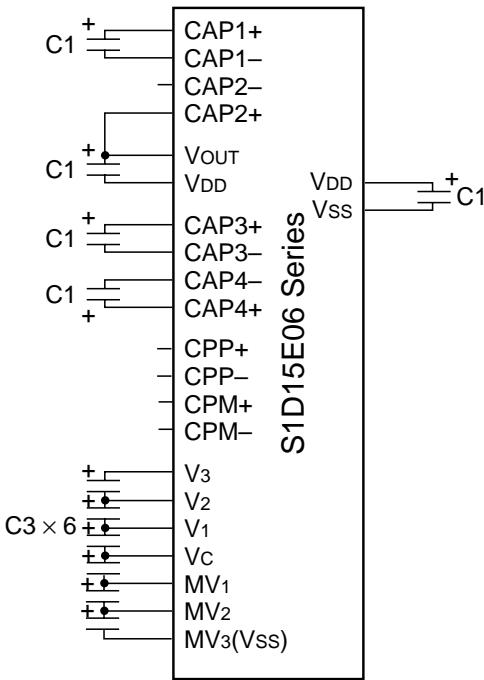 CAP1+
C1
+
CAP1–
CAP2–
CAP2+
+
VOUT
C1
VDD
VDD
+
C1
VSS
+
CAP3+
C1
CAP3–
CAP4–
C1
+
CAP4+
S1D15E06 Series
CPP+
CPP–
CPM+
CPM–
+
V3
+
V2
C3 × 6
+
V1
+
VC
+
MV1
+
MV2
MV3(VSS)